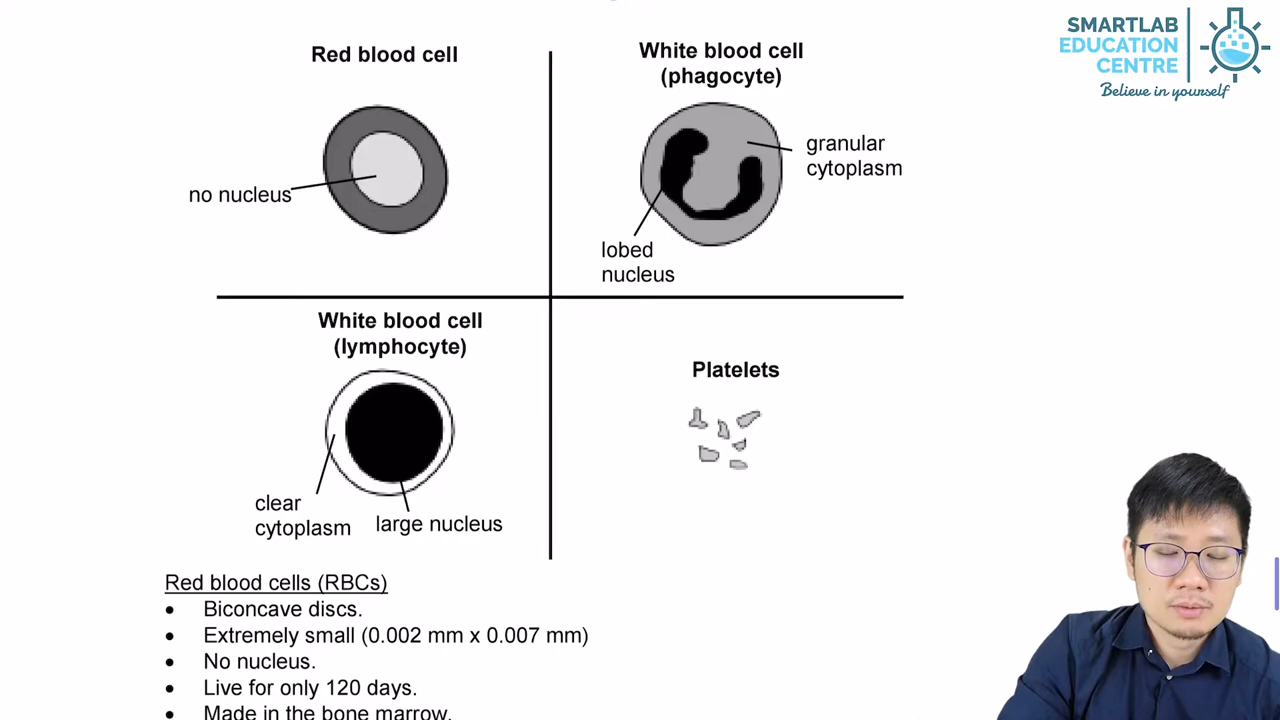 SMARTLAB
EDUCATION
CENTRE
Believe in yourself
Red blood cell
no nucleus
White blood cell
(phagocyte)
granular
cytoplasm
lobed
nucleus
White blood cell
(lymphocyte)
clear
cytoplasm
large nucleus
Platelets
Red blood cells (RBCs)
• Biconcave discs.
• Extremely small (0.002 mm x 0.007 mm)
• No nucleus.
• Live for only 120 days.
• Made in the bone marrow.